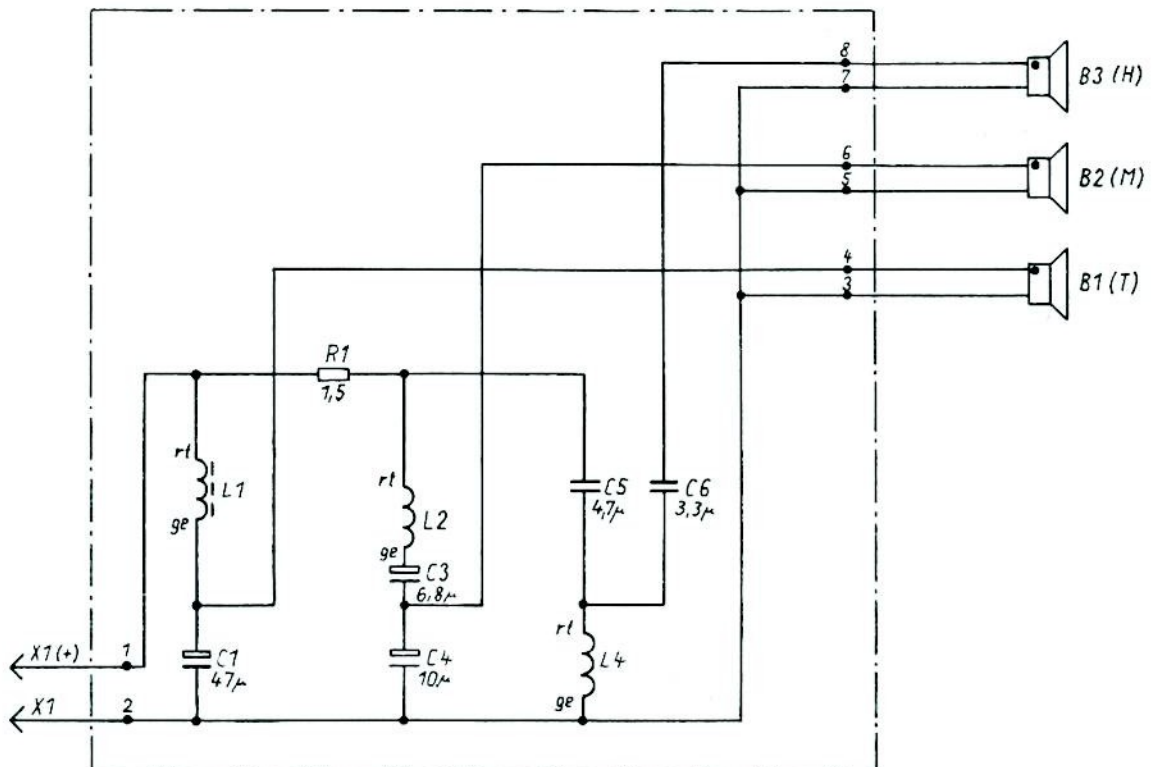 8
7
B3 (H)
6
5
B2 (M)
4
3
B1 (T)
R1
1,5
rt
L1
ge
rt
L2
ge
C3
6,8µ
C5
4,7µ
C6
3,3µ
X1(+)
1
C1
47µ
C4
10µ
rt
L4
ge
X1
2